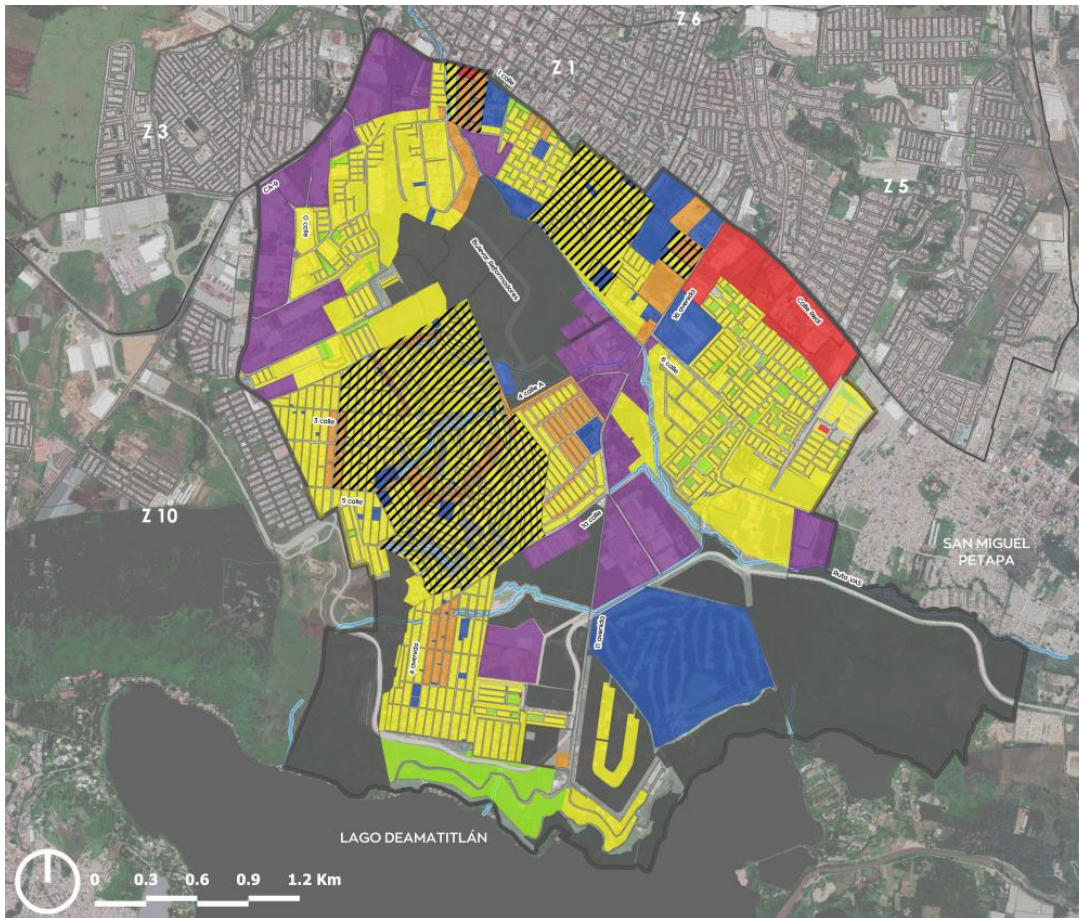 Z 6
Z 1
1 calle
Z 3
Z 5
CA-9
0 calle
Bulevar Reformadores
16 avenida
Calle Real
6 calle
4 calle A
3 calle
5 calle
10 calle
Z 10
SAN MIGUEL
PETAPA
Ruta VAS
11 avenida
4 avenida
LAGO DEAMATITLÁN
0 0.3 0.6 0.9 1.2 Km